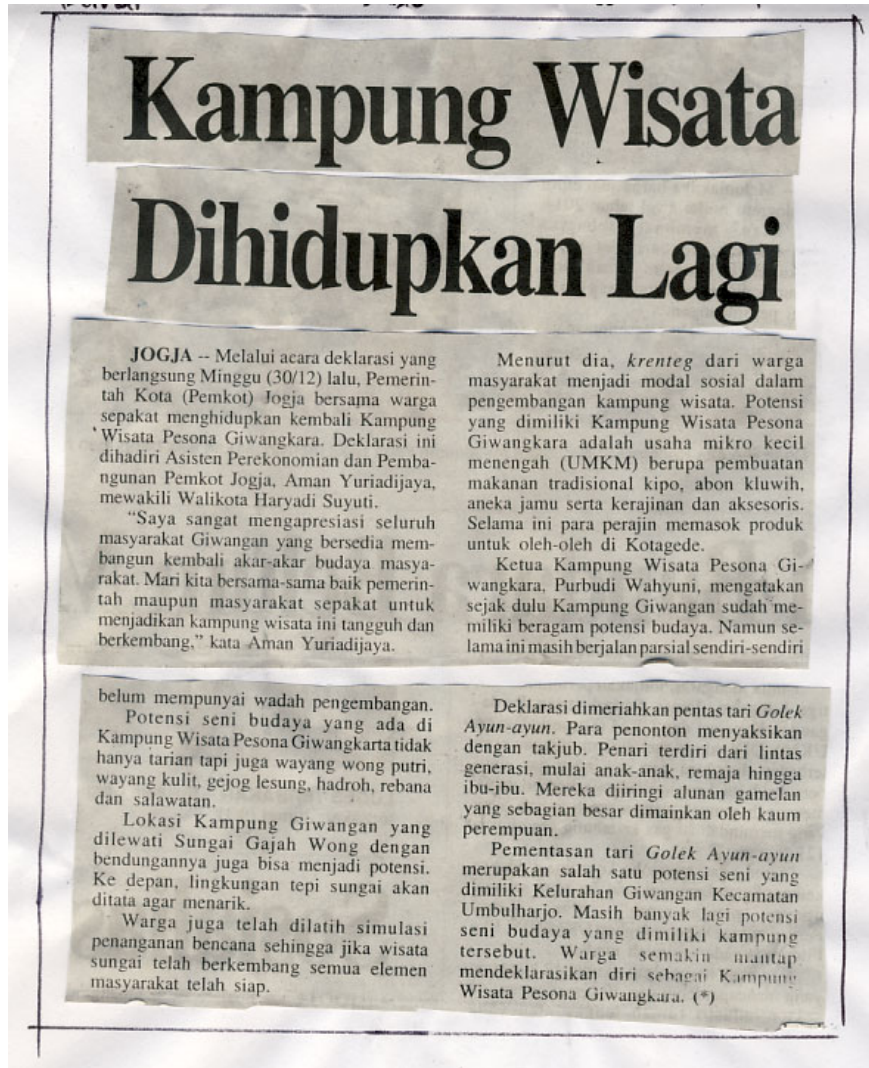 Kampung Wisata
Dihidupkan Lagi
JOGJA -- Melalui acara deklarasi yang
berlangsung Minggu (30/12) lalu, Pemerin-
tah Kota (Pemkot) Jogja bersama warga
sepakat menghidupkan kembali Kampung
Wisata Pesona Giwangkara. Deklarasi ini
dihadiri Asisten Perekonomian dan Pemba-
ngunan Pemkot Jogja, Aman Yuriadijaya,
mewakili Walikota Haryadi Suyuti.
“Saya sangat mengapresiasi seluruh
masyarakat Giwangan yang bersedia mem-
bangun kembali akar-akar budaya masya-
rakat. Mari kita bersama-sama baik pemerin-
tah maupun masyarakat sepakat untuk
menjadikan kampung wisata ini tangguh dan
berkembang,” kata Aman Yuriadijaya.
Menurut dia, krenteg dari warga
masyarakat menjadi modal sosial dalam
pengembangan kampung wisata. Potensi
yang dimiliki Kampung Wisata Pesona
Giwangkara adalah usaha mikro kecil
menengah (UMKM) berupa pembuatan
makanan tradisional kipo, abon kluwih,
aneka jamu serta kerajinan dan aksesoris.
Selama ini para perajin memasok produk
untuk oleh-oleh di Kotagede.
Ketua Kampung Wisata Pesona Gi-
wangkara, Purbudi Wahyuni, mengatakan
sejak dulu Kampung Giwangan sudah me-
miliki beragam potensi budaya. Namun se-
lama ini masih berjalan parsial sendiri-sendiri
belum mempunyai wadah pengembangan.
Potensi seni budaya yang ada di
Kampung Wisata Pesona Giwangkarta tidak
hanya tarian tapi juga wayang wong putri,
wayang kulit, gejog lesung, hadroh, rebana
dan salawatan.
Lokasi Kampung Giwangan yang
dilewati Sungai Gajah Wong dengan
bendungannya juga bisa menjadi potensi.
Ke depan, lingkungan tepi sungai akan
ditata agar menarik.
Warga juga telah dilatih simulasi
penanganan bencana sehingga jika wisata
sungai telah berkembang semua elemen
masyarakat telah siap.
Deklarasi dimeriahkan pentas tari Golek
Ayun-ayun. Para penonton menyaksikan
dengan takjub. Penari terdiri dari lintas
generasi, mulai anak-anak, remaja hingga
ibu-ibu. Mereka diiringi alunan gamelan
yang sebagian besar dimainkan oleh kaum
perempuan.
Pementasan tari Golek Ayun-ayun
merupakan salah satu potensi seni yang
dimiliki Kelurahan Giwangan Kecamatan
Umbulharjo. Masih banyak lagi potensi
seni budaya yang dimiliki kampung
tersebut. Warga semakin mantap
mendeklarasikan diri sebagai Kampung
Wisata Pesona Giwangkara. (*)